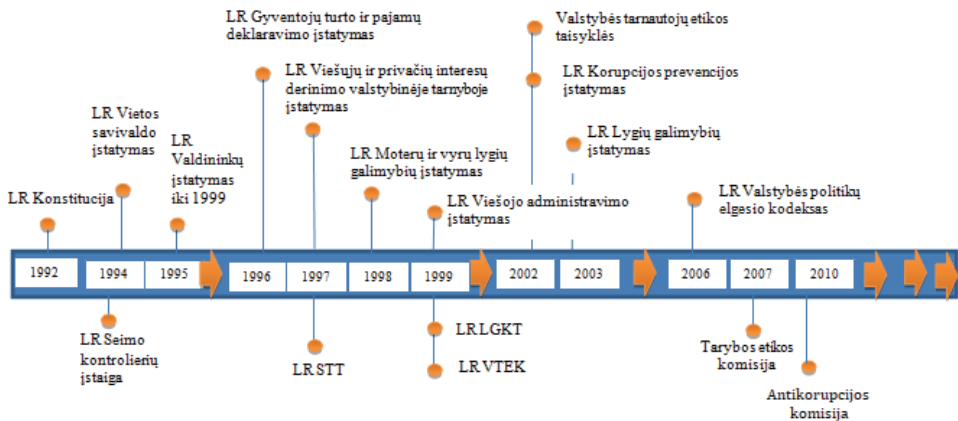 LR Gyventojų turto ir pajamų
deklaravimo įstatymas
Valstybės tarnautojų etikos
taisyklės
LR Viešųjų ir privačių interesų
derinimo valstybinėje tarnyboje
įstatymas
LR Korupcijos prevencijos
įstatymas
LR Vietos
savivaldo
įstatymas
LR
Valdininkų
įstatymas
iki 1999
LR Moterų ir vyrų lygių
galimybių įstatymas
LR Lygių galimybių
įstatymas
LR Konstitucija
LR Viešojo administravimo
įstatymas
LR Valstybės politikų
elgesio kodeksas
1992
1994
1995
1996
1997
1998
1999
2002
2003
2006
2007
2010
LR Seimo
kontrolierių
įstaiga
LR STT
LR LGKT
LR VTEK
Tarybos etikos
komisija
Antikorupcijos
komisija